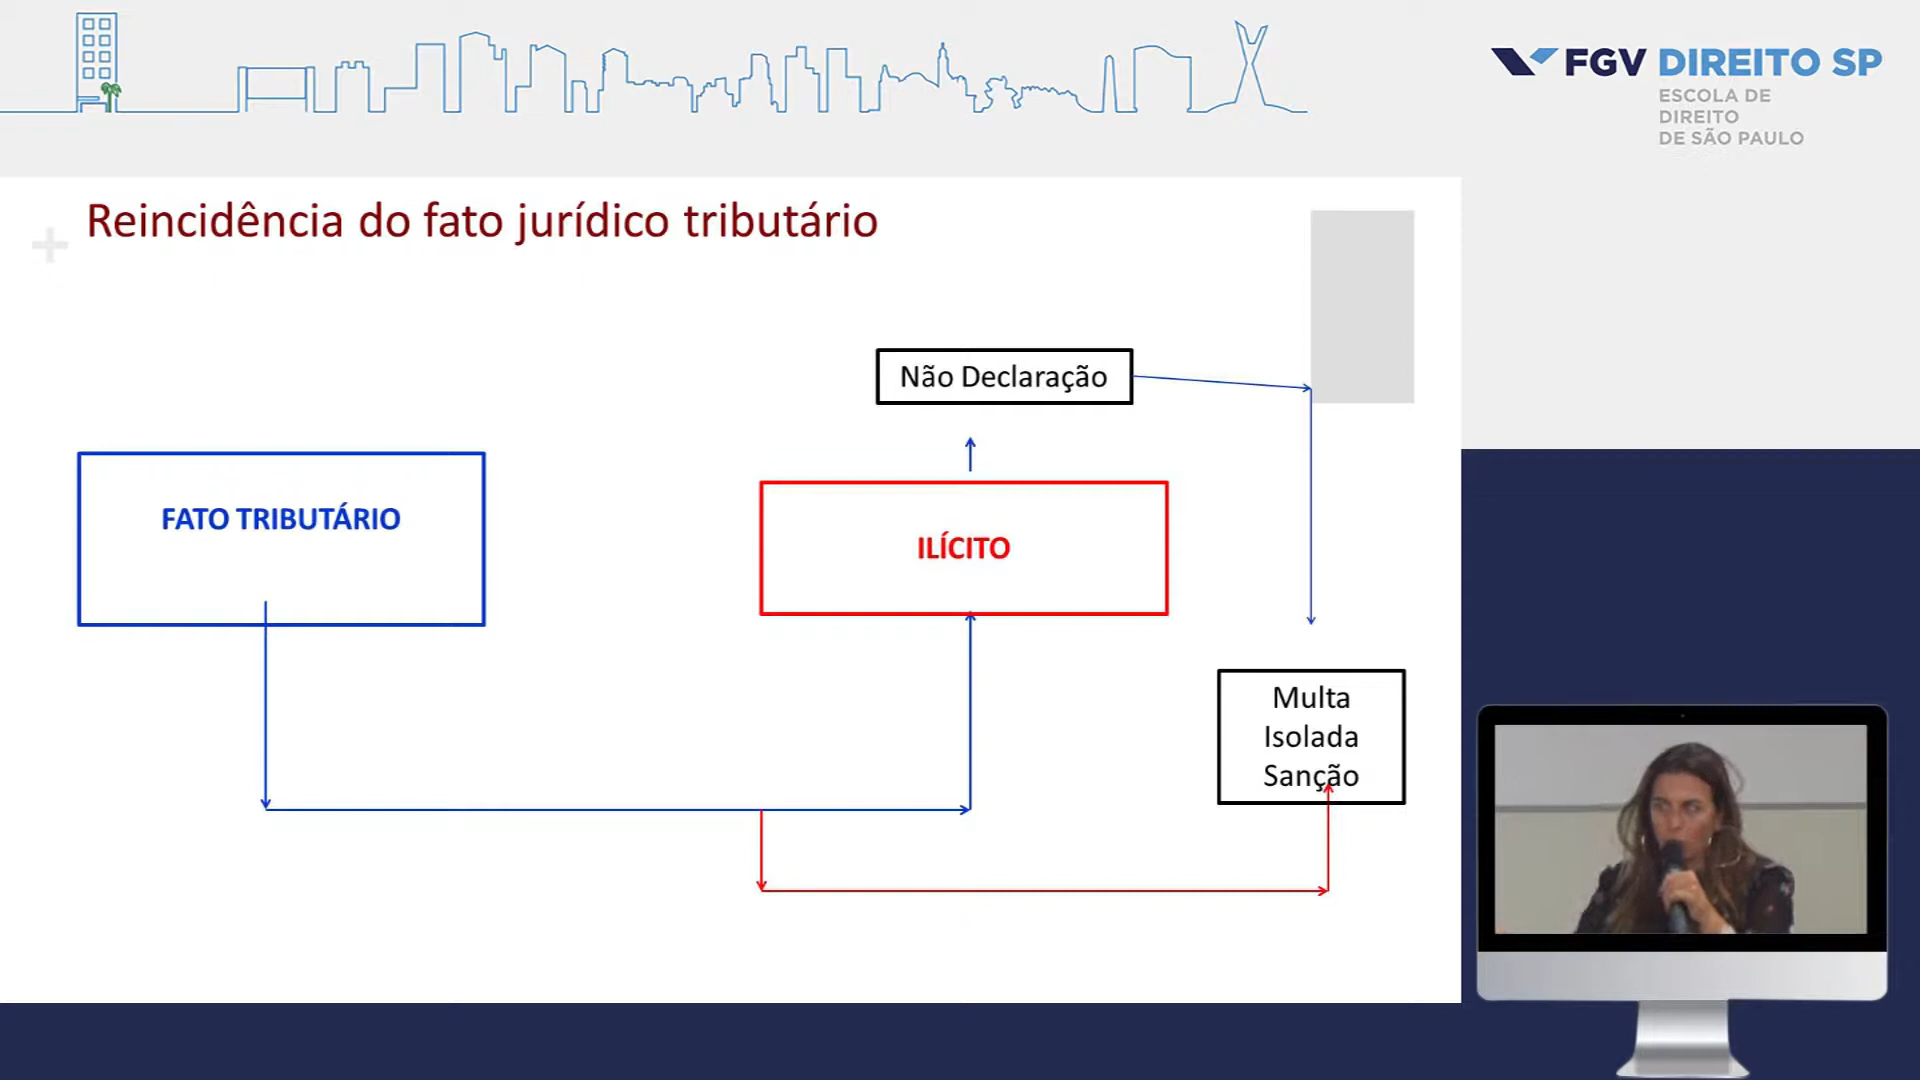 FGV DIREITO SP
ESCOLA DE
DIREITO
DE SÃO PAULO
Reincidência do fato jurídico tributário
Não Declaração
FATO TRIBUTÁRIO
ILÍCITO
Multa
Isolada
Sanção